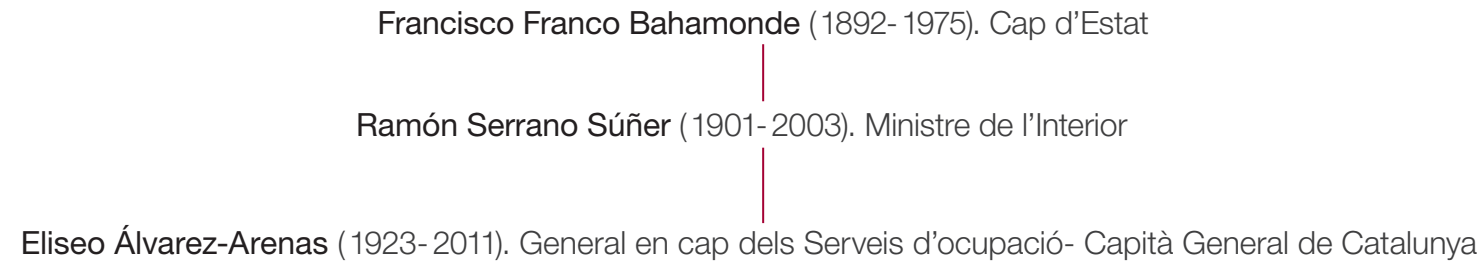 Francisco Franco Bahamonde (1892-1975). Cap d’Estat
Ramón Serrano Súñer (1901-2003). Ministre de l’Interior
Eliseo Álvarez-Arenas (1923-2011). General en cap dels Serveis d’ocupació- Capità General de Catalunya